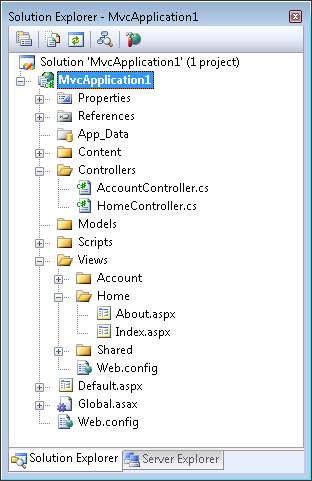 Solution Explorer - MvcApplication1
Solution 'MvcApplication1' (1 project)
MvcApplication1
Properties
References
App_Data
Content
Controllers
AccountController.cs
HomeController.cs
Models
Scripts
Views
Account
Home
About.aspx
Index.aspx
Shared
Web.config
Default.aspx
Global.asax
Web.config
Solution Explorer Server Explorer